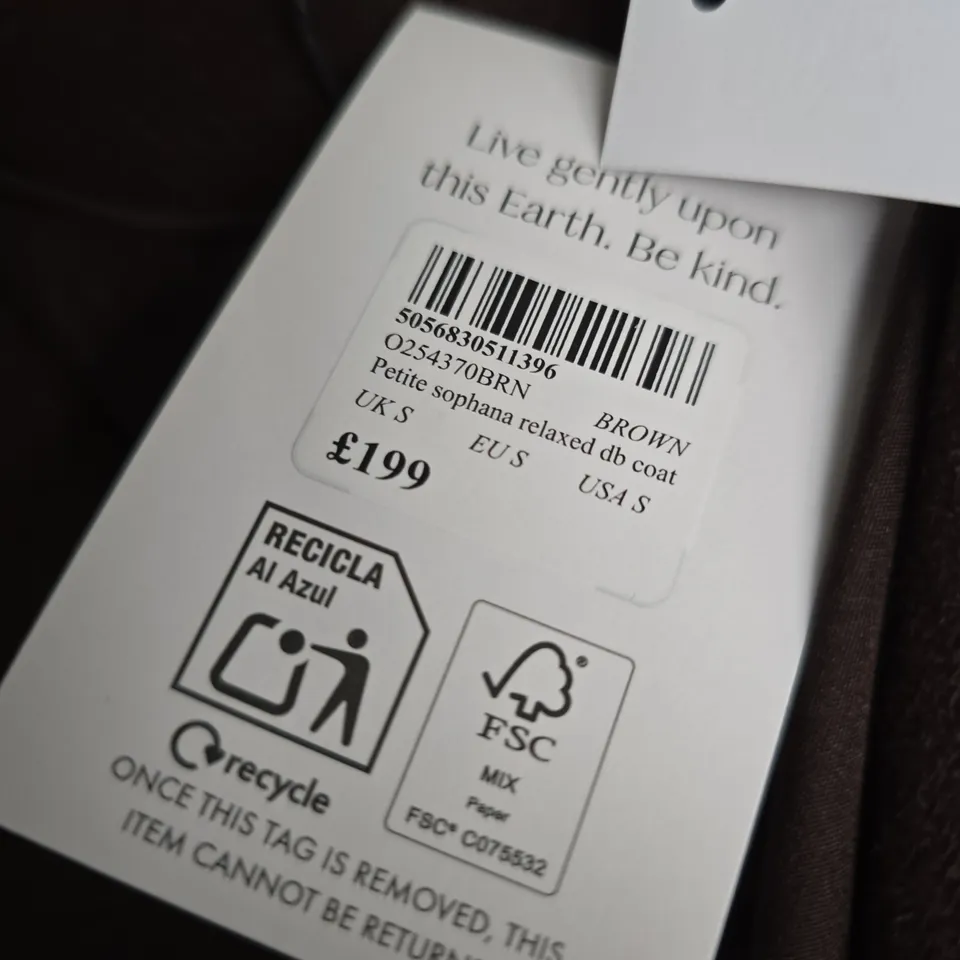 Live gently upon
this Earth. Be kind.
5056830511396
O254370BRN BROWN
Petite sophana relaxed db coat
UK S EU S USA S
£199
RECICLA
Al Azul
recycle
FSC®
MIX
Paper
FSC® C075532
ONCE THIS TAG IS REMOVED, THIS
ITEM CANNOT BE